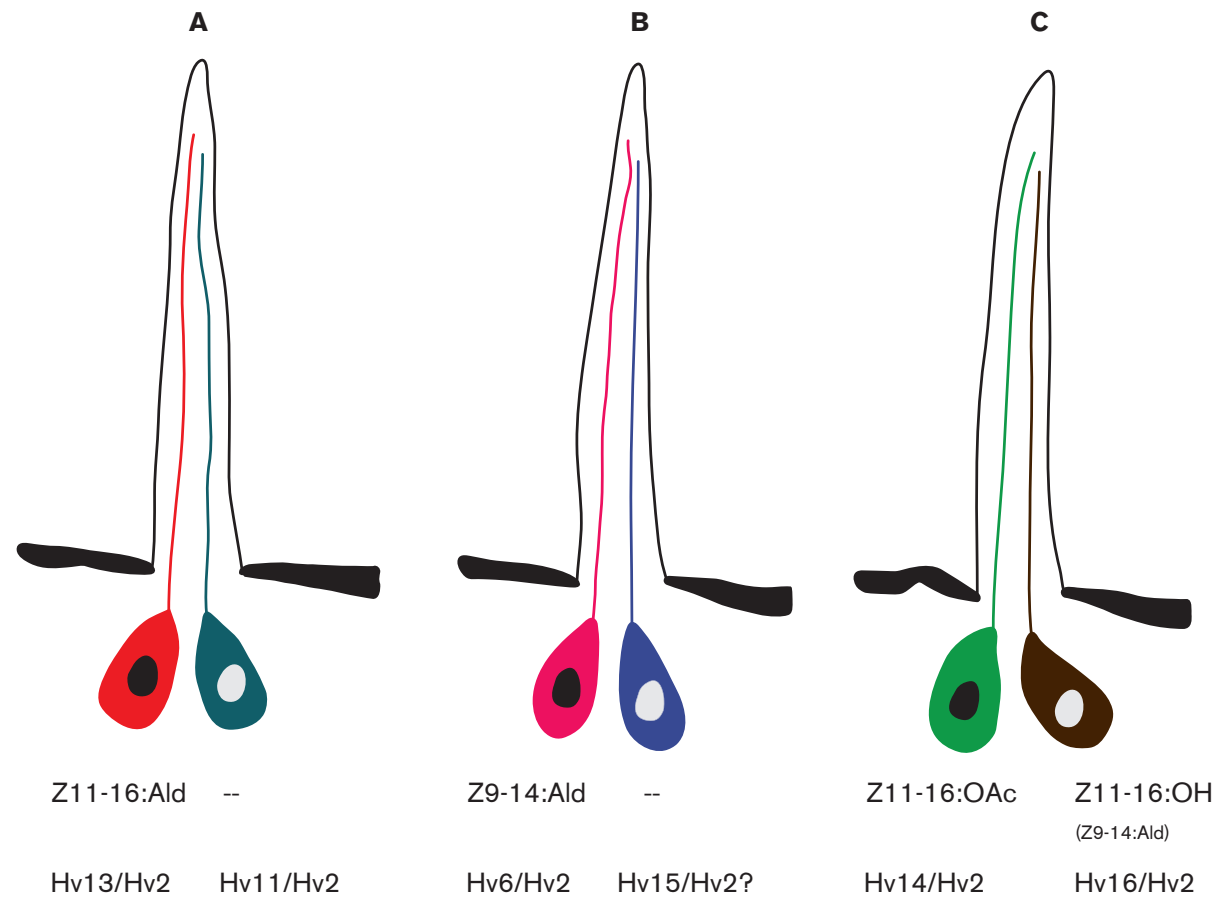 A B C
Z11-16:Ald -- Z9-14:Ald -- Z11-16:OAc Z11-16:OH
(Z9-14:Ald)
Hv13/Hv2 Hv11/Hv2 Hv6/Hv2 Hv15/Hv2? Hv14/Hv2 Hv16/Hv2